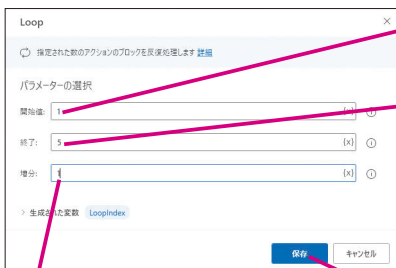 Loop
指定された数のアクションのブロックを反復処理します 詳細
パラメーターの選択
開始値: 1 {x}
終了: 5 {x}
増分: 1 {x}
> 生成された変数 LoopIndex
保存 キャンセル